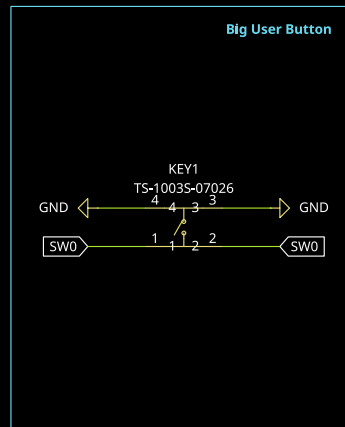 Big User Button
KEY1
TS-1003S-07026
GND 4 4 3 3 GND
SW0 1 1 2 2 SW0